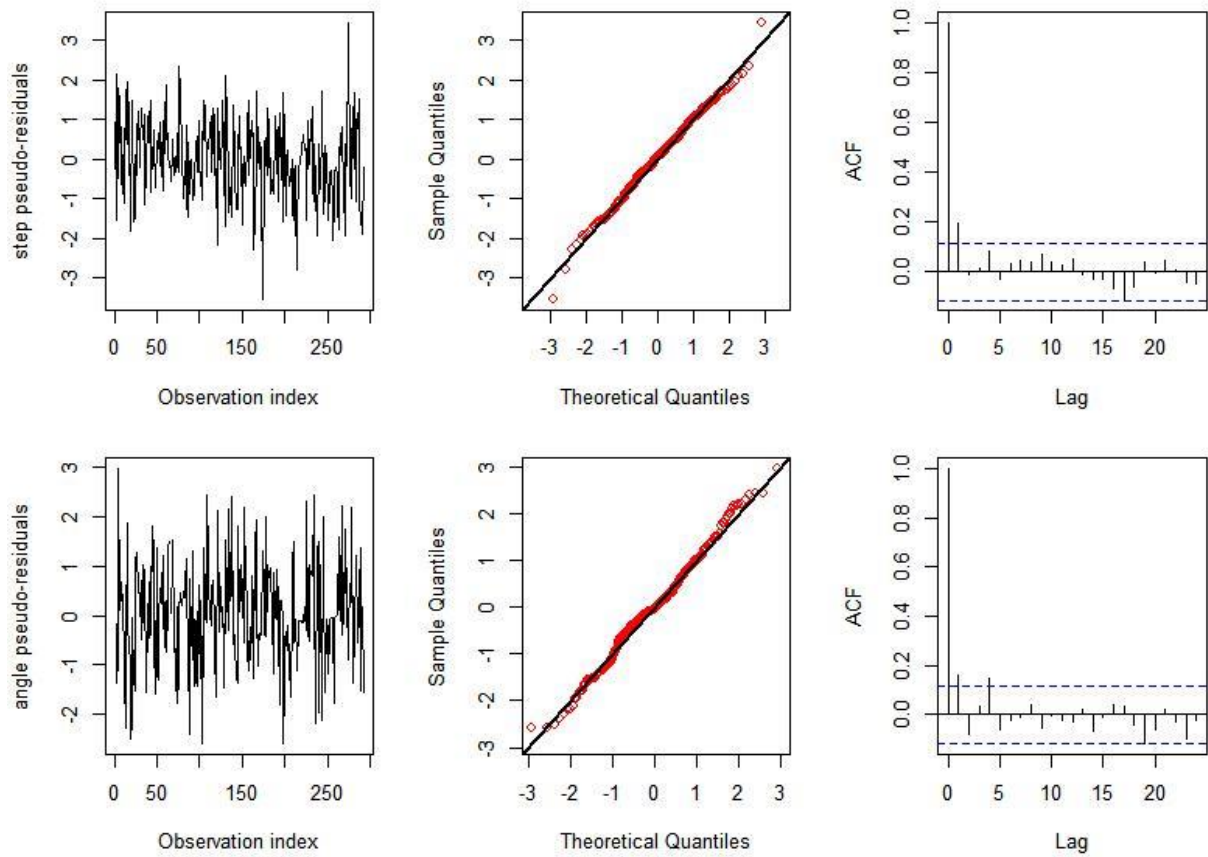 step pseudo-residuals
3
2
1
0
-1
-2
-3
0 50 150 250
Observation index
Sample Quantiles
3
2
1
0
-1
-2
-3
-3 -2 -1 0 1 2 3
Theoretical Quantiles
ACF
1.0
0.8
0.6
0.4
0.2
0.0
0 5 10 15 20
Lag
angle pseudo-residuals
3
2
1
0
-1
-2
0 50 150 250
Observation index
Sample Quantiles
3
2
1
0
-1
-2
-3
-3 -2 -1 0 1 2 3
Theoretical Quantiles
ACF
1.0
0.8
0.6
0.4
0.2
0.0
0 5 10 15 20
Lag